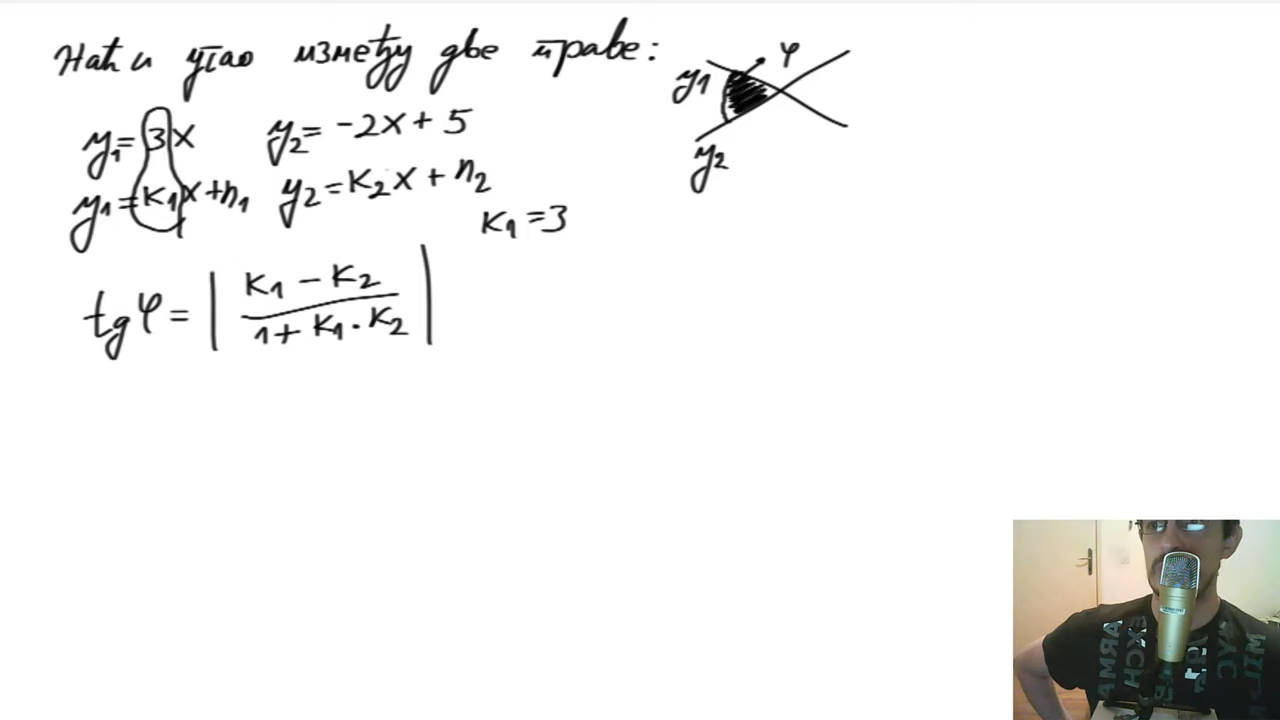 Наћи угао између две праве:
y₁ = 3x    y₂ = -2x + 5
y₁ = k₁x + n₁    y₂ = k₂x + n₂
k₁ = 3
tg φ = | (k₁ - k₂) / (1 + k₁ · k₂) |
φ
y1
y2